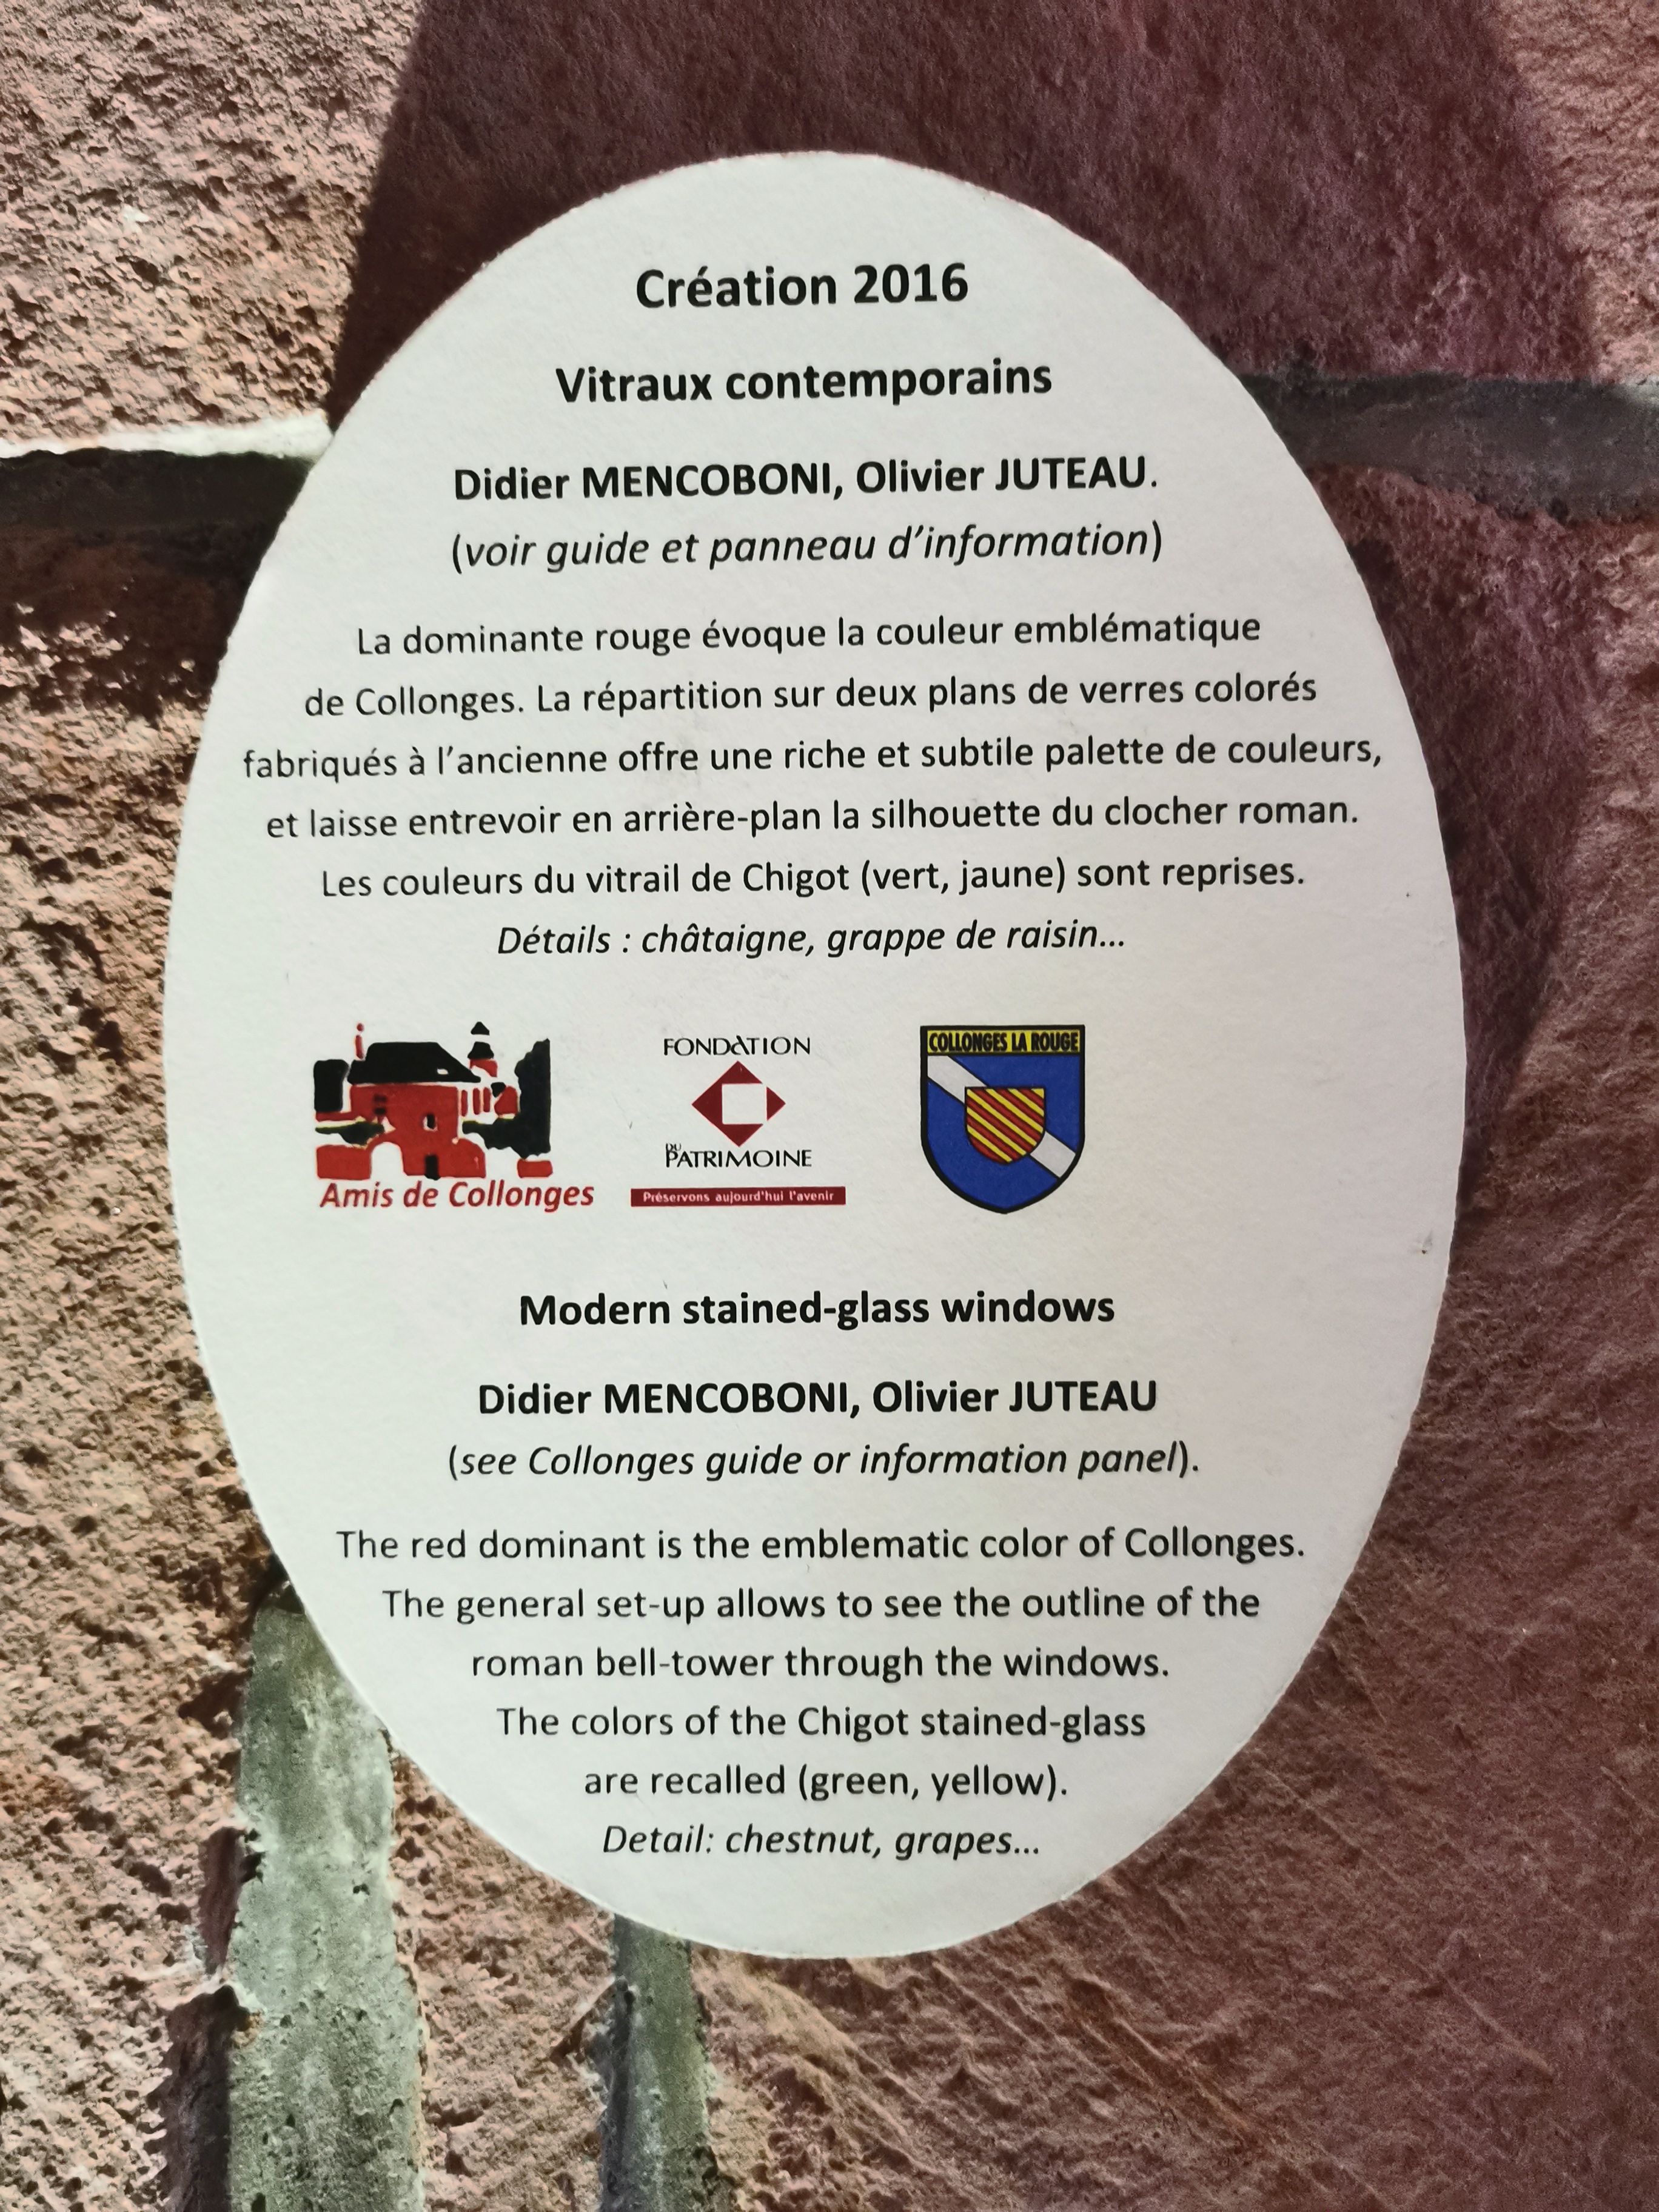 Création 2016
Vitraux contemporains
Didier MENCOBONI, Olivier JUTEAU.
(voir guide et panneau d'information)
La dominante rouge évoque la couleur emblématique
de Collonges. La répartition sur deux plans de verres colorés
fabriqués à l'ancienne offre une riche et subtile palette de couleurs,
et laisse entrevoir en arrière-plan la silhouette du clocher roman.
Les couleurs du vitrail de Chigot (vert, jaune) sont reprises.
Détails : châtaigne, grappe de raisin...
Amis de Collonges
FONDATION
DU
PATRIMOINE
Préservons aujourd'hui l'avenir
COLLONGES LA ROUGE
Modern stained-glass windows
Didier MENCOBONI, Olivier JUTEAU
(see Collonges guide or information panel).
The red dominant is the emblematic color of Collonges.
The general set-up allows to see the outline of the
roman bell-tower through the windows.
The colors of the Chigot stained-glass
are recalled (green, yellow).
Detail: chestnut, grapes...